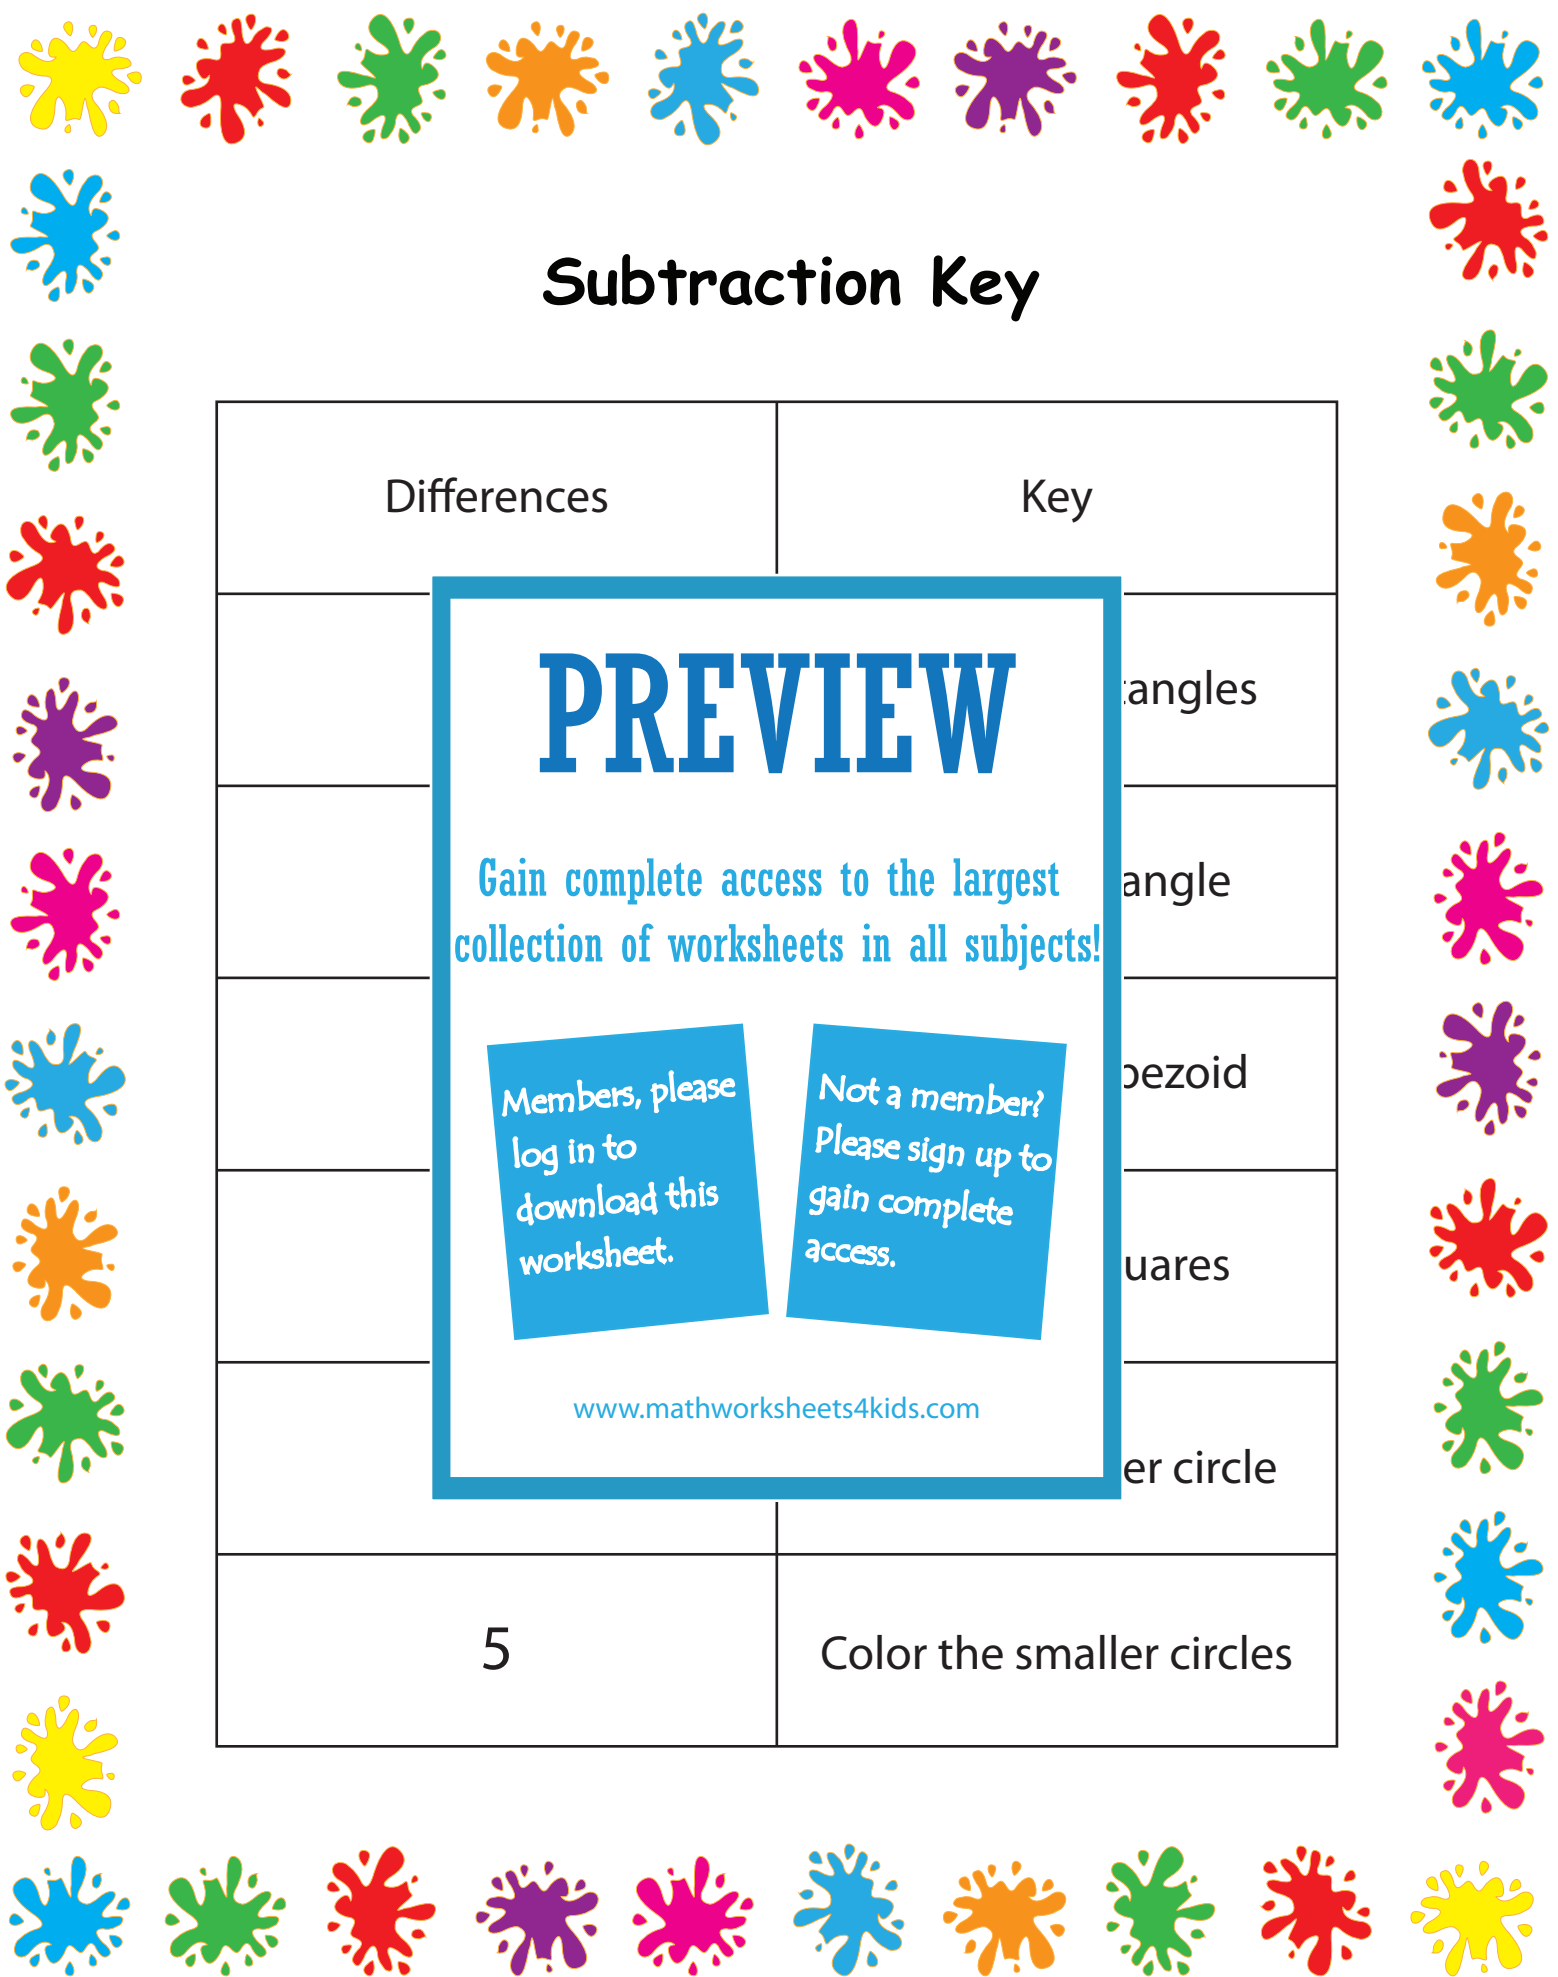 Subtraction Key
Differences
Key
PREVIEW
Gain complete access to the largest
collection of worksheets in all subjects!
Members, please
log in to
download this
worksheet.
Not a member?
Please sign up to
gain complete
access.
www.mathworksheets4kids.com
tangles
angle
pezoid
uares
er circle
5
Color the smaller circles